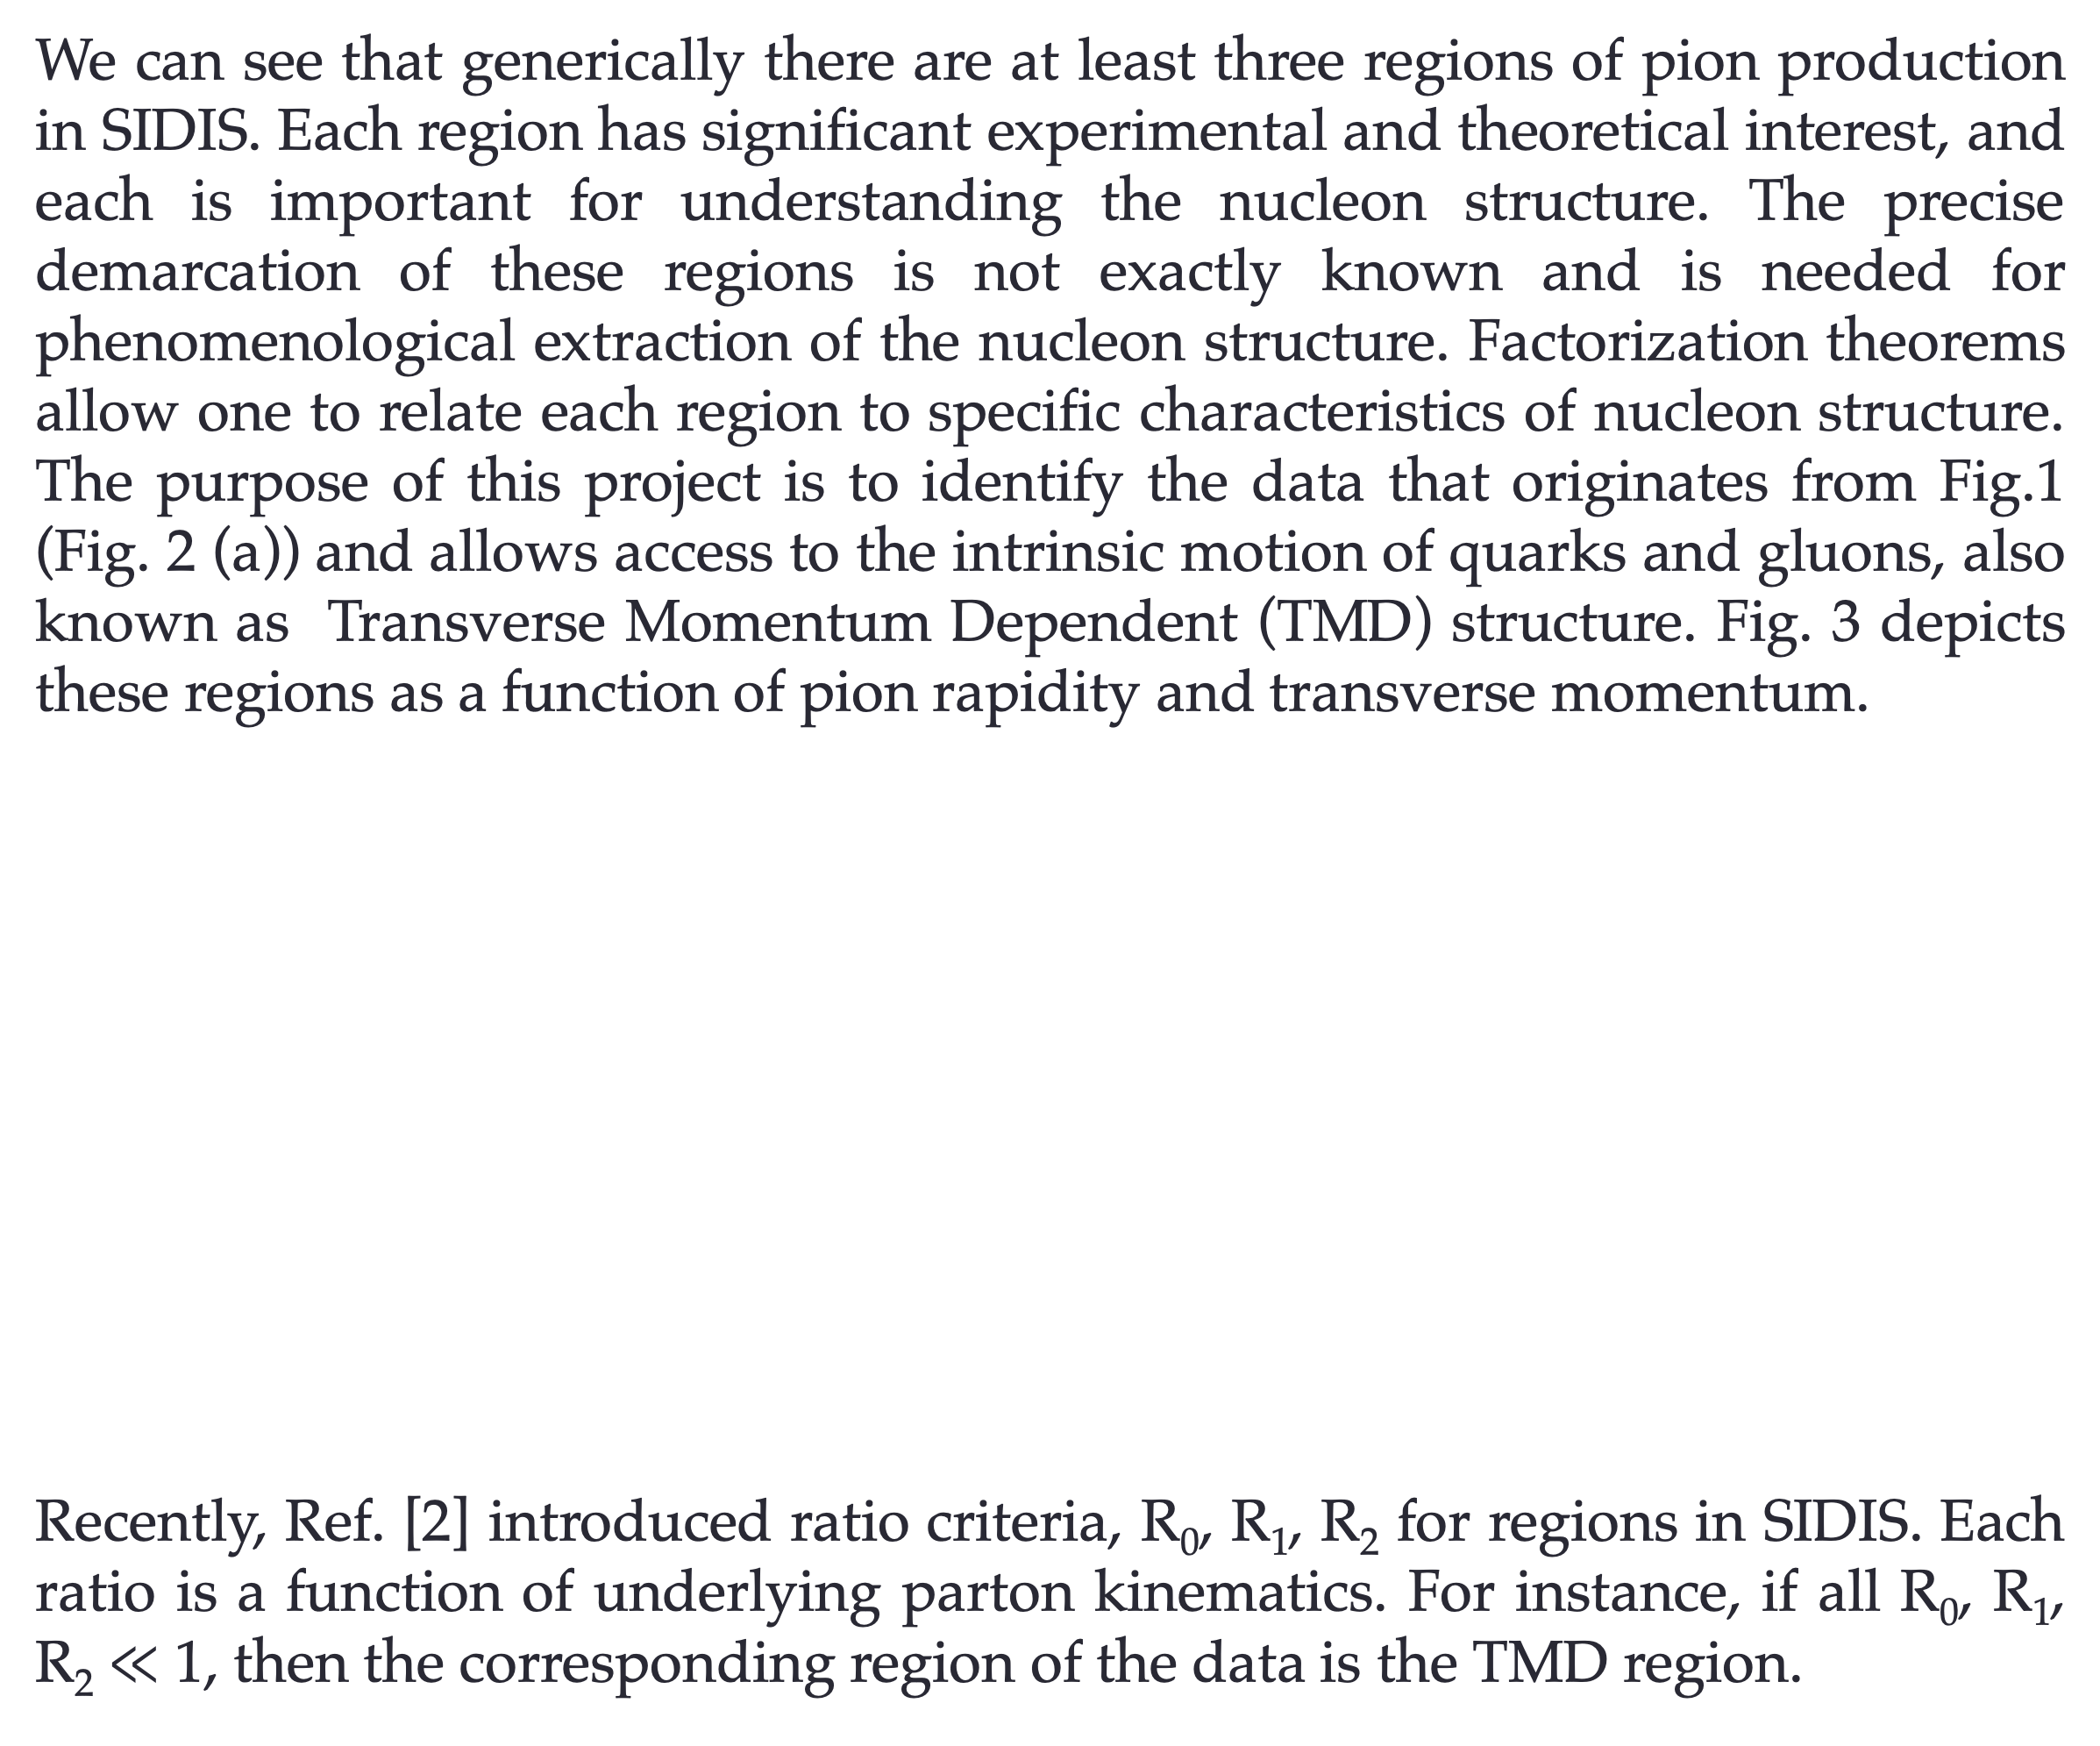 We can see that generically there are at least three regions of pion production
in SIDIS. Each region has significant experimental and theoretical interest, and
each is important for understanding the nucleon structure. The precise
demarcation of these regions is not exactly known and is needed for
phenomenological extraction of the nucleon structure. Factorization theorems
allow one to relate each region to specific characteristics of nucleon structure.
The purpose of this project is to identify the data that originates from Fig.1
(Fig. 2 (a)) and allows access to the intrinsic motion of quarks and gluons, also
known as  Transverse Momentum Dependent (TMD) structure. Fig. 3 depicts
these regions as a function of pion rapidity and transverse momentum.
Recently, Ref. [2] introduced ratio criteria, R₀, R₁, R₂ for regions in SIDIS. Each
ratio is a function of underlying parton kinematics. For instance, if all R₀, R₁,
R₂ ≪ 1, then the corresponding region of the data is the TMD region.